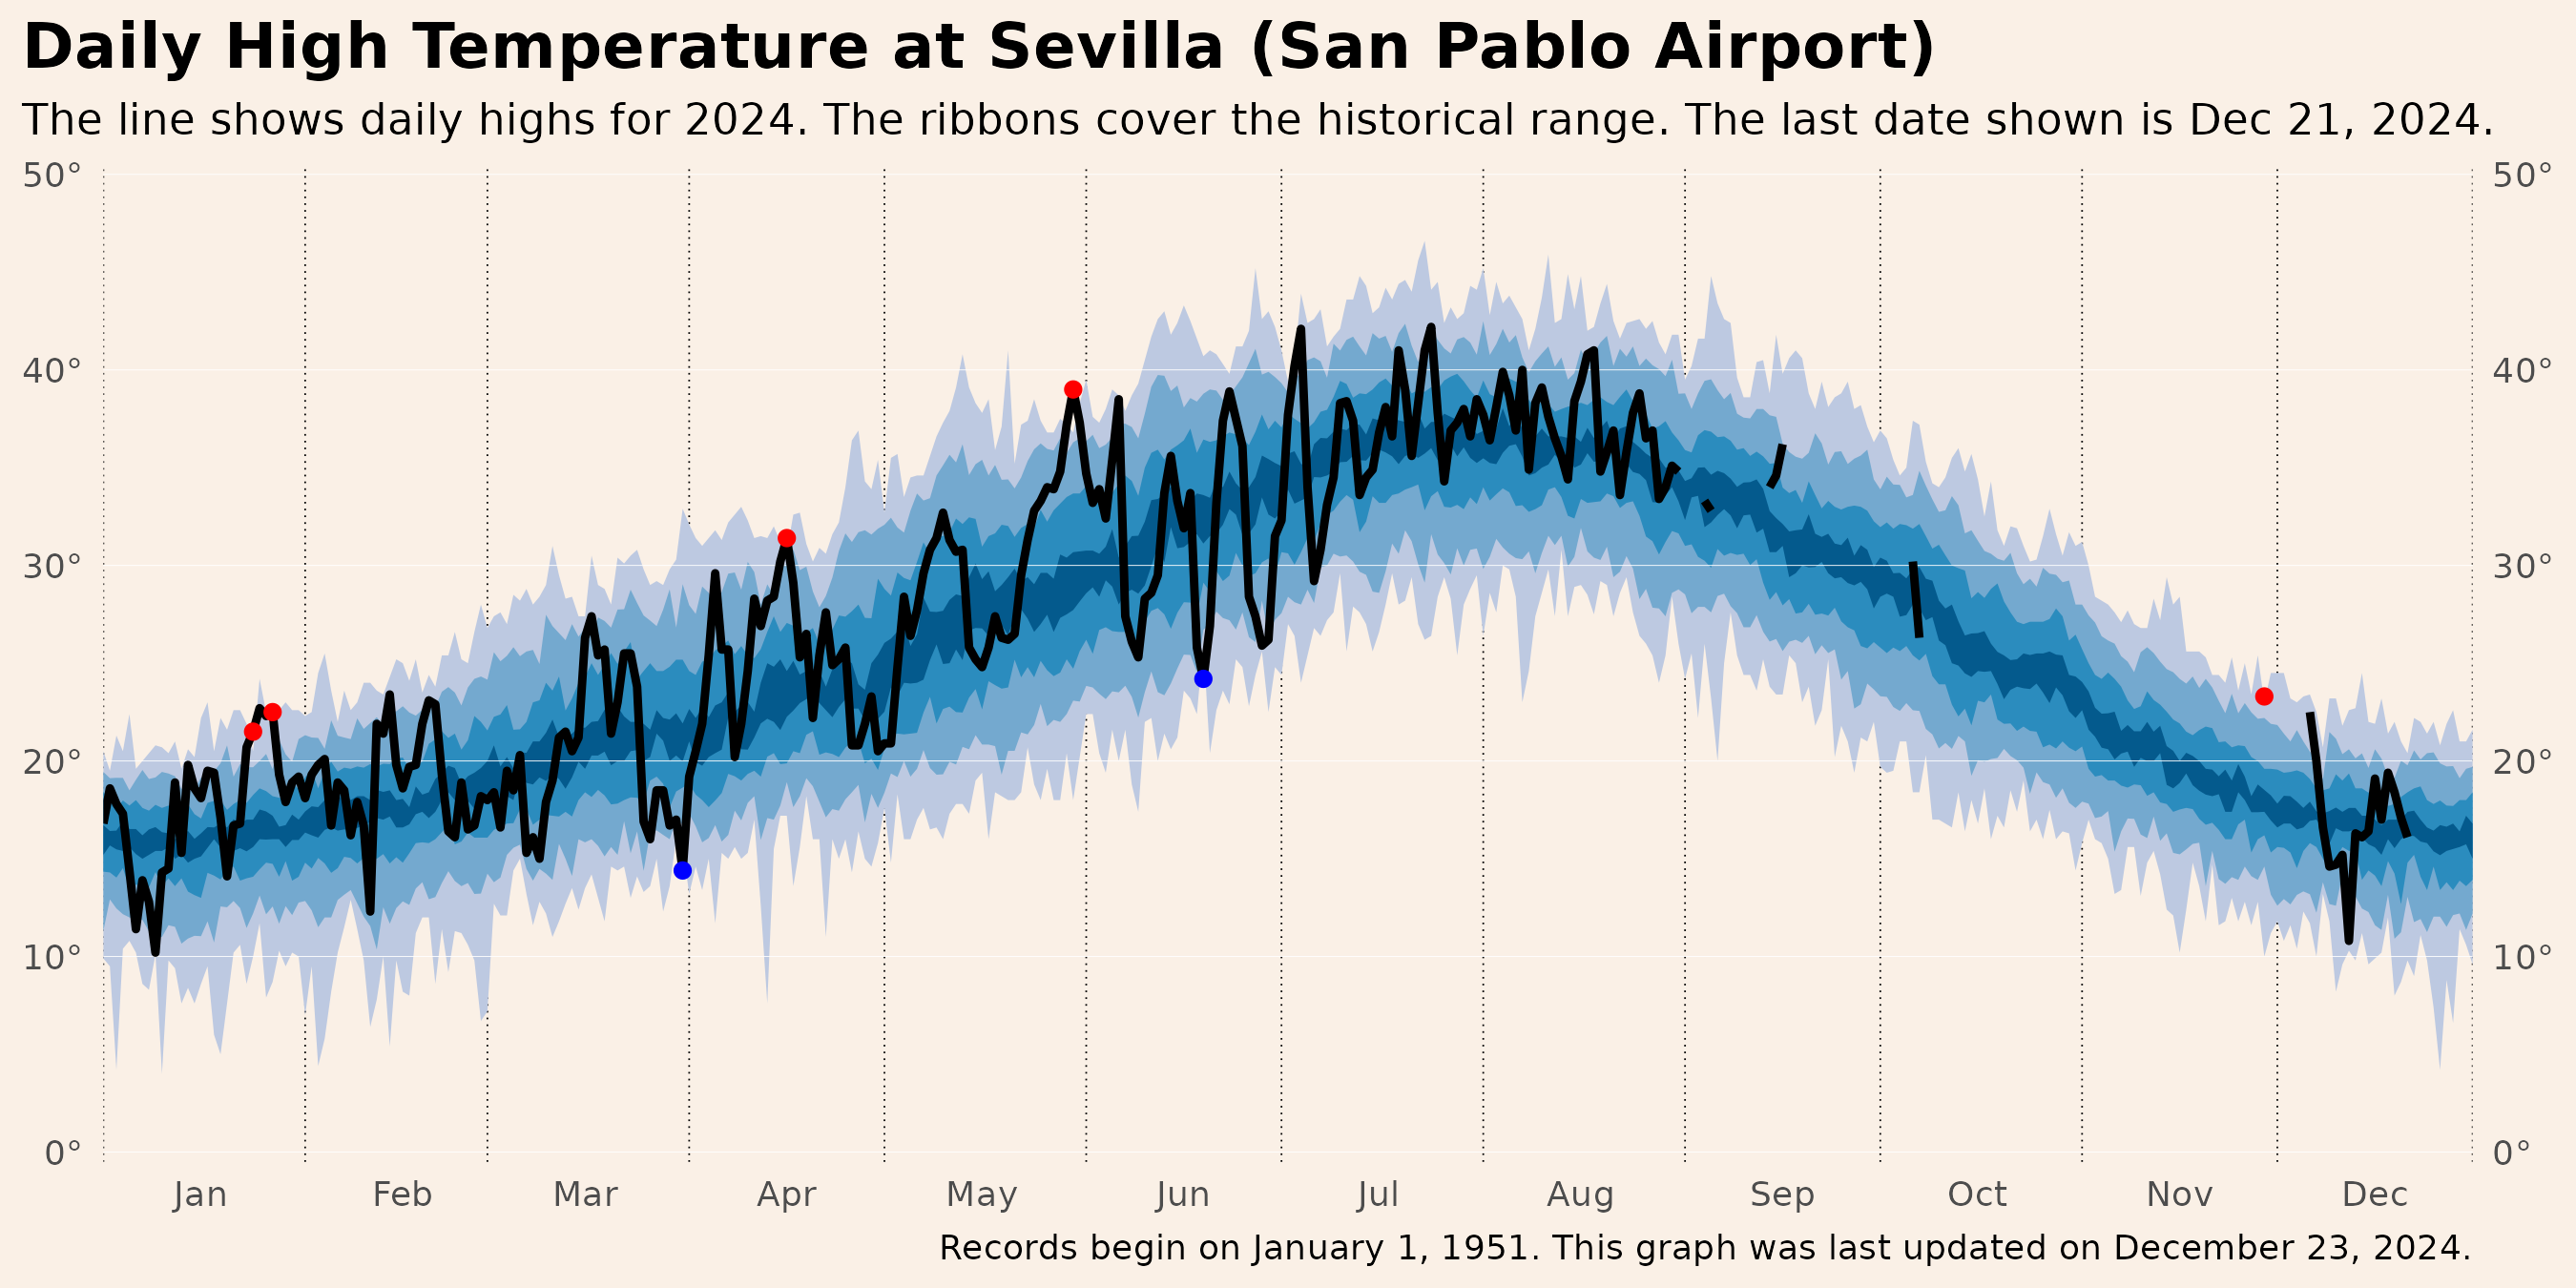 Daily High Temperature at Sevilla (San Pablo Airport)
The line shows daily highs for 2024. The ribbons cover the historical range. The last date shown is Dec 21, 2024.
50° 50°
40° 40°
30° 30°
20° 20°
10° 10°
0° 0°
Jan Feb Mar Apr May Jun Jul Aug Sep Oct Nov Dec
Records begin on January 1, 1951. This graph was last updated on December 23, 2024.